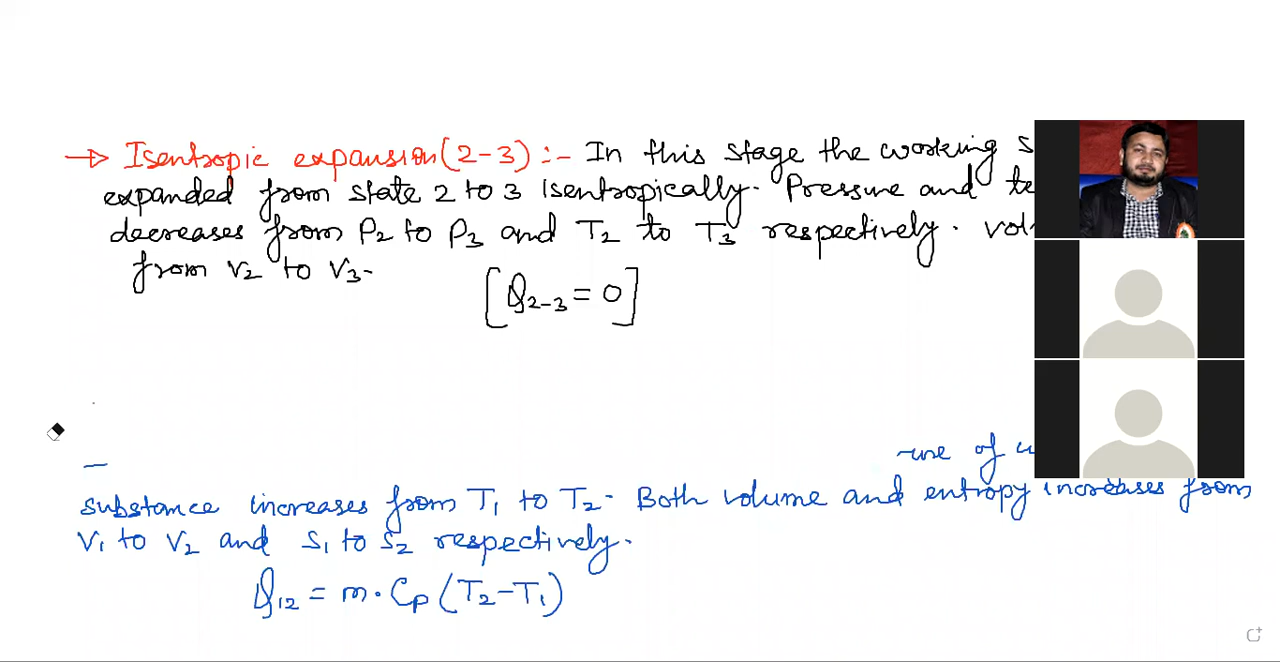 → Isentropic expansion (2-3) :- In this stage the working
expanded from state 2 to 3 Isentropically. Pressure and
decreases from P₂ to P₃ and T₂ to T₃ respectively.
from V₂ to V₃.
[Q₂₋₃ = 0]
of
substance increases from T₁ to T₂. Both volume and entropy increases from
V₁ to V₂ and S₁ to S₂ respectively.
Q₁₂ = m. Cp (T₂-T₁)